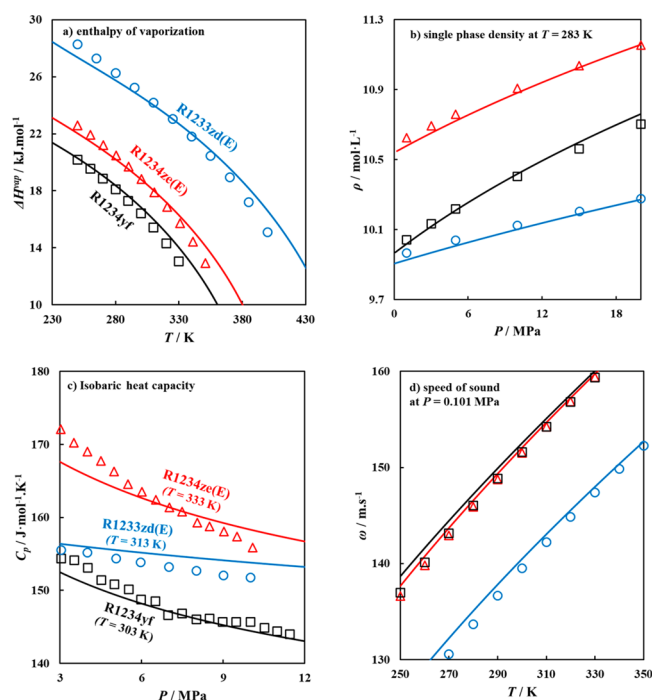 a) enthalpy of vaporization
30
26
22
18
14
10
ΔHᵛᵃᵖ / kJ.mol⁻¹
R1233zd(E)
R1234ze(E)
R1234yf
230
280
330
380
430
T / K
b) single phase density at T = 283 K
11.3
10.9
10.5
10.1
9.7
ρ / mol·L⁻¹
0
6
12
18
P / MPa
c) Isobaric heat capacity
180
170
160
150
140
Cₚ / J·mol⁻¹.K⁻¹
R1234ze(E)
(T = 333 K)
R1233zd(E)
(T = 313 K)
R1234yf
(T = 303 K)
3
6
9
12
P / MPa
d) speed of sound
at P = 0.101 MPa
160
150
140
130
ω / m.s⁻¹
250
270
290
310
330
350
T / K